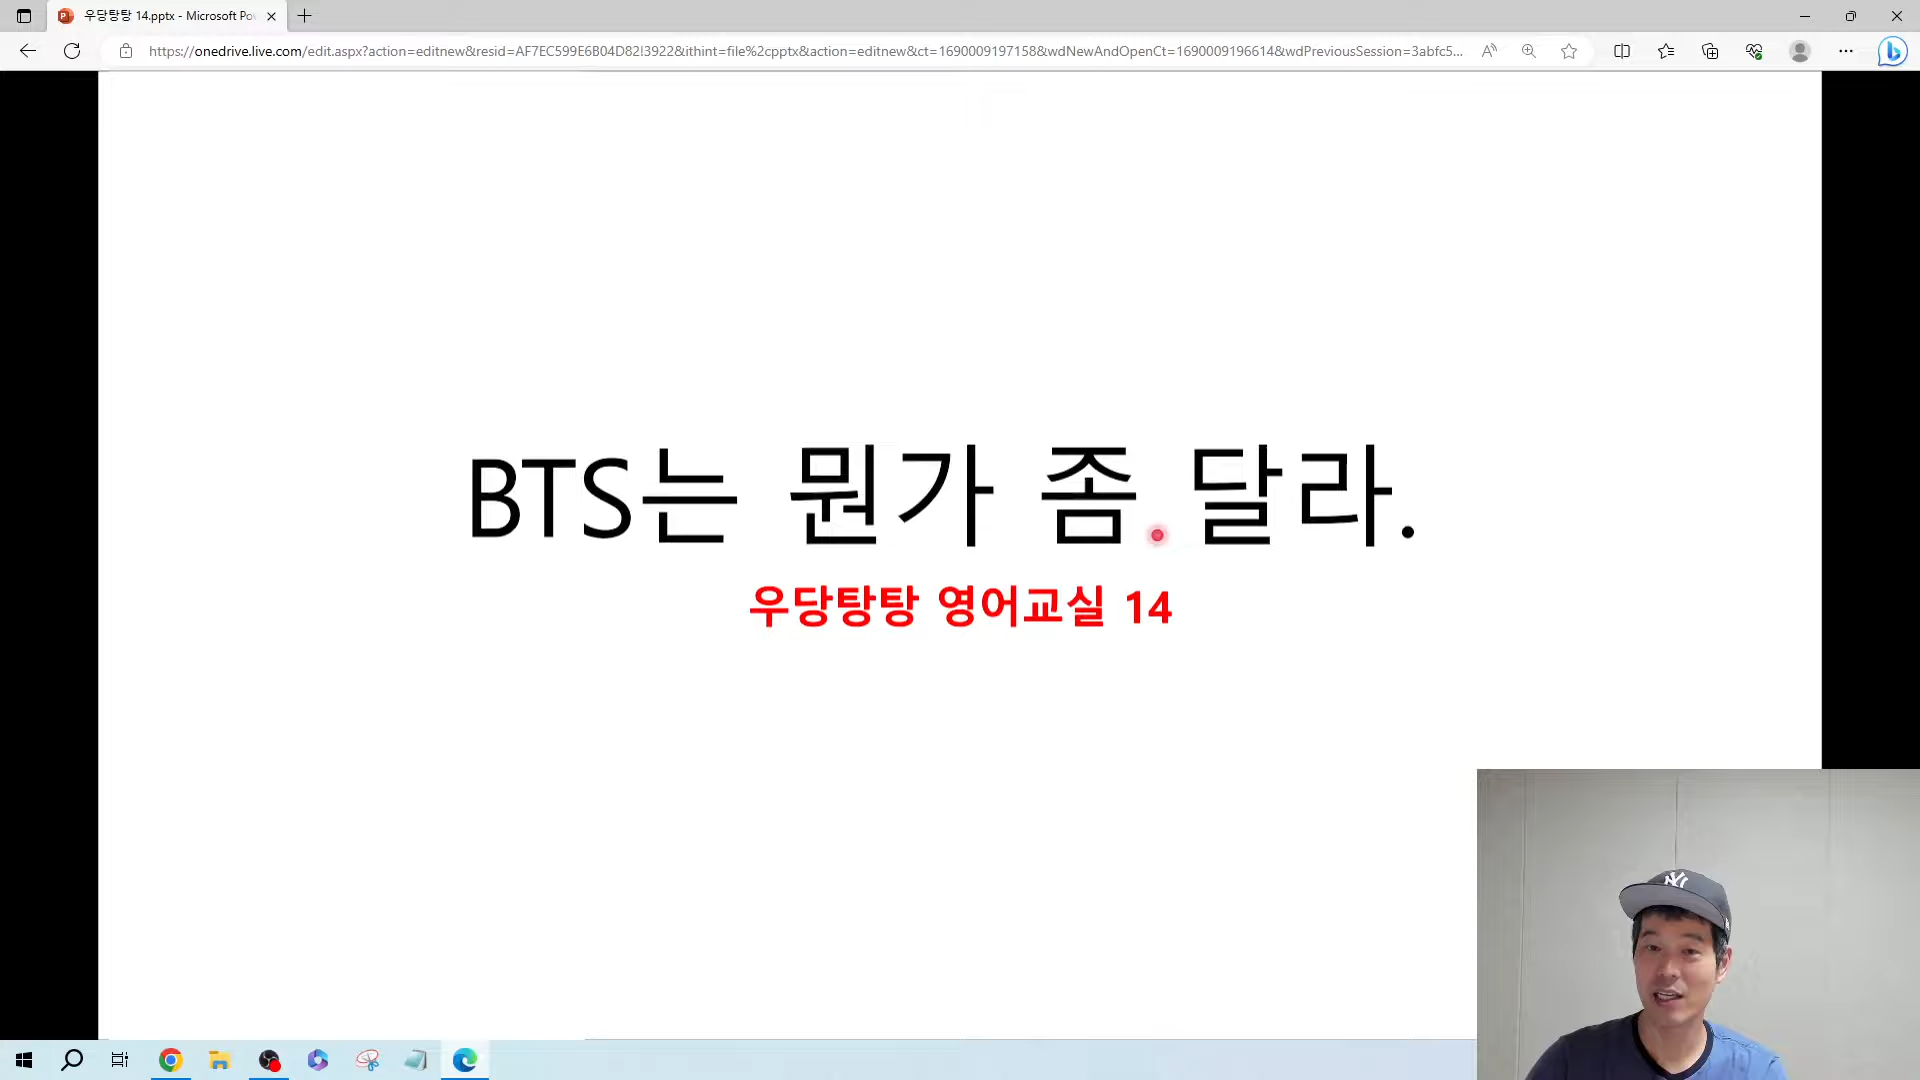 우당탕탕 14.pptx - Microsoft Po
https://onedrive.live.com/edit.aspx?action=editnew&resid=AF7EC599E6B04D82!3922&ithint=file%2cpptx&action=editnew&ct=1690009197158&wdNewAndOpenCt=1690009196614&wdPreviousSession=3abfc5...
BTS는 뭔가 좀 달라.
우당탕탕 영어교실 14
NY